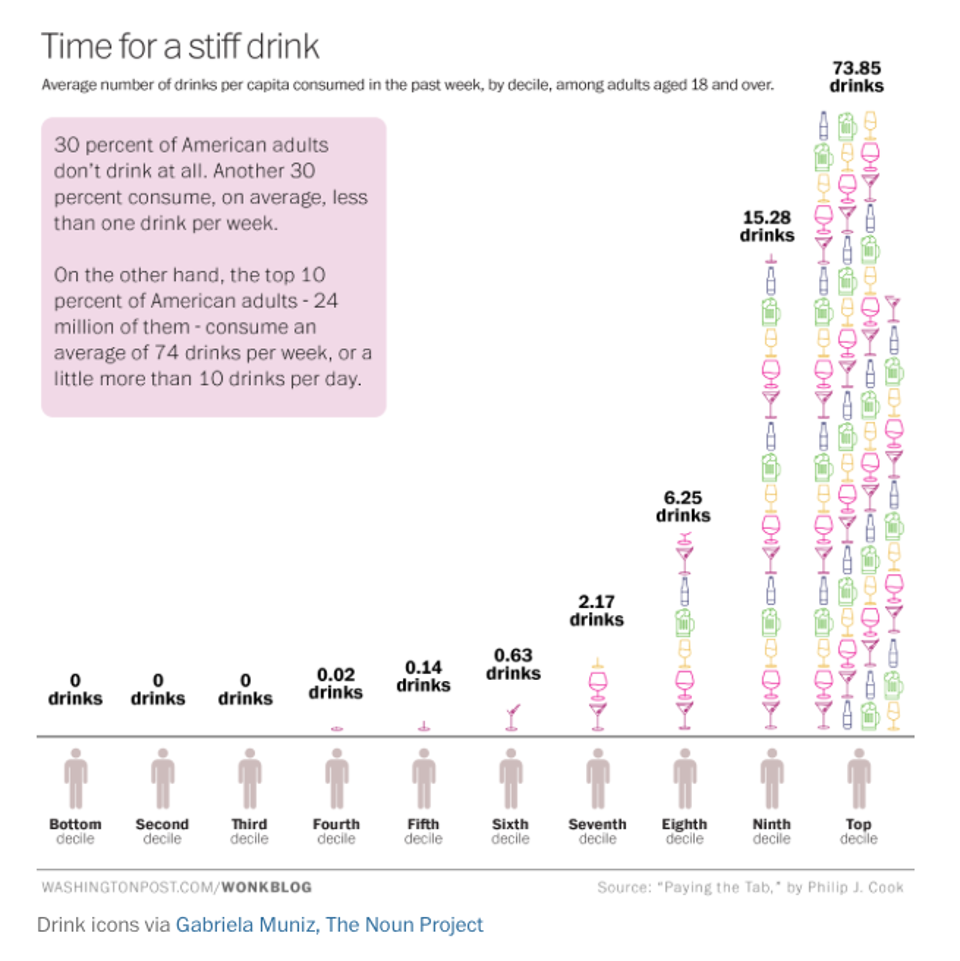 Time for a stiff drink
Average number of drinks per capita consumed in the past week, by decile, among adults aged 18 and over.
30 percent of American adults
don't drink at all. Another 30
percent consume, on average, less
than one drink per week.
On the other hand, the top 10
percent of American adults - 24
million of them - consume an
average of 74 drinks per week, or a
little more than 10 drinks per day.
0
drinks
0
drinks
0
drinks
0.02
drinks
0.14
drinks
0.63
drinks
2.17
drinks
6.25
drinks
15.28
drinks
73.85
drinks
Bottom
decile
Second
decile
Third
decile
Fourth
decile
Fifth
decile
Sixth
decile
Seventh
decile
Eighth
decile
Ninth
decile
Top
decile
WASHINGTONPOST.COM/WONKBLOG
Source: "Paying the Tab," by Philip J. Cook
Drink icons via Gabriela Muniz, The Noun Project